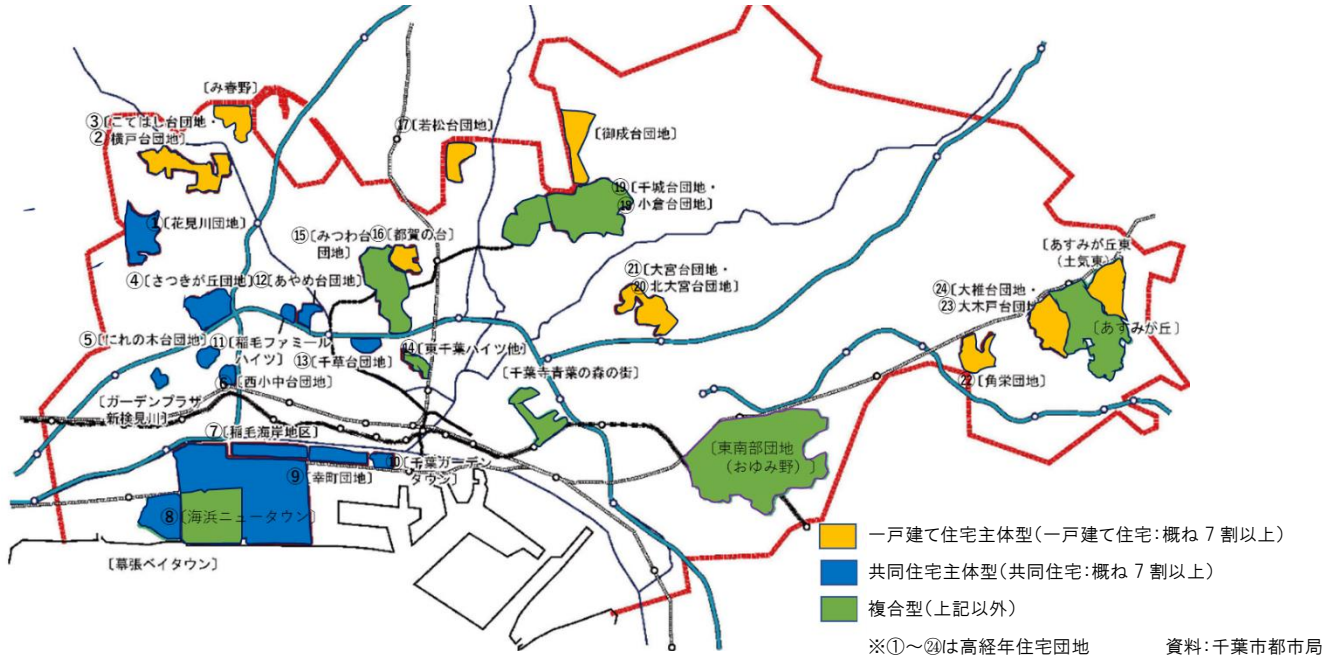 〔み春野〕
③〔こてはし台団地・
②〔横戸台団地〕
⑰〔若松台団地〕
〔御成台団地〕
①〔花見川団地〕
⑲〔千城台団地・
⑱小倉台団地〕
⑮〔みつわ台
団地〕
⑯〔都賀の台〕
④〔さつきが丘団地〕
⑫〔あやめ台団地〕
㉑〔大宮台団地・
⑳北大宮台団地〕
〔あすみが丘東
(土気東)〕
㉔〔大椎台団地・
㉓大木戸台団地
〔あすみが丘〕
⑤〔にれの木台団地〕
⑪〔稲毛ファミール
ハイツ〕
⑬〔千草台団地〕
⑭〔東千葉ハイツ他〕
㉒〔角栄団地〕
⑥〔西小中台団地〕
〔千葉寺青葉の森の街〕
〔ガーデンプラザ
新検見川〕
⑦〔稲毛海岸地区〕
⑨〔幸町団地〕
⑩〔千葉ガーデン
タウン〕
〔東南部団地
(おゆみ野)〕
⑧〔海浜ニュータウン〕
〔幕張ベイタウン〕
一戸建て住宅主体型(一戸建て住宅:概ね 7 割以上)
共同住宅主体型(共同住宅:概ね 7 割以上)
複合型(上記以外)
※①~㉔は高経年住宅団地
資料:千葉市都市局